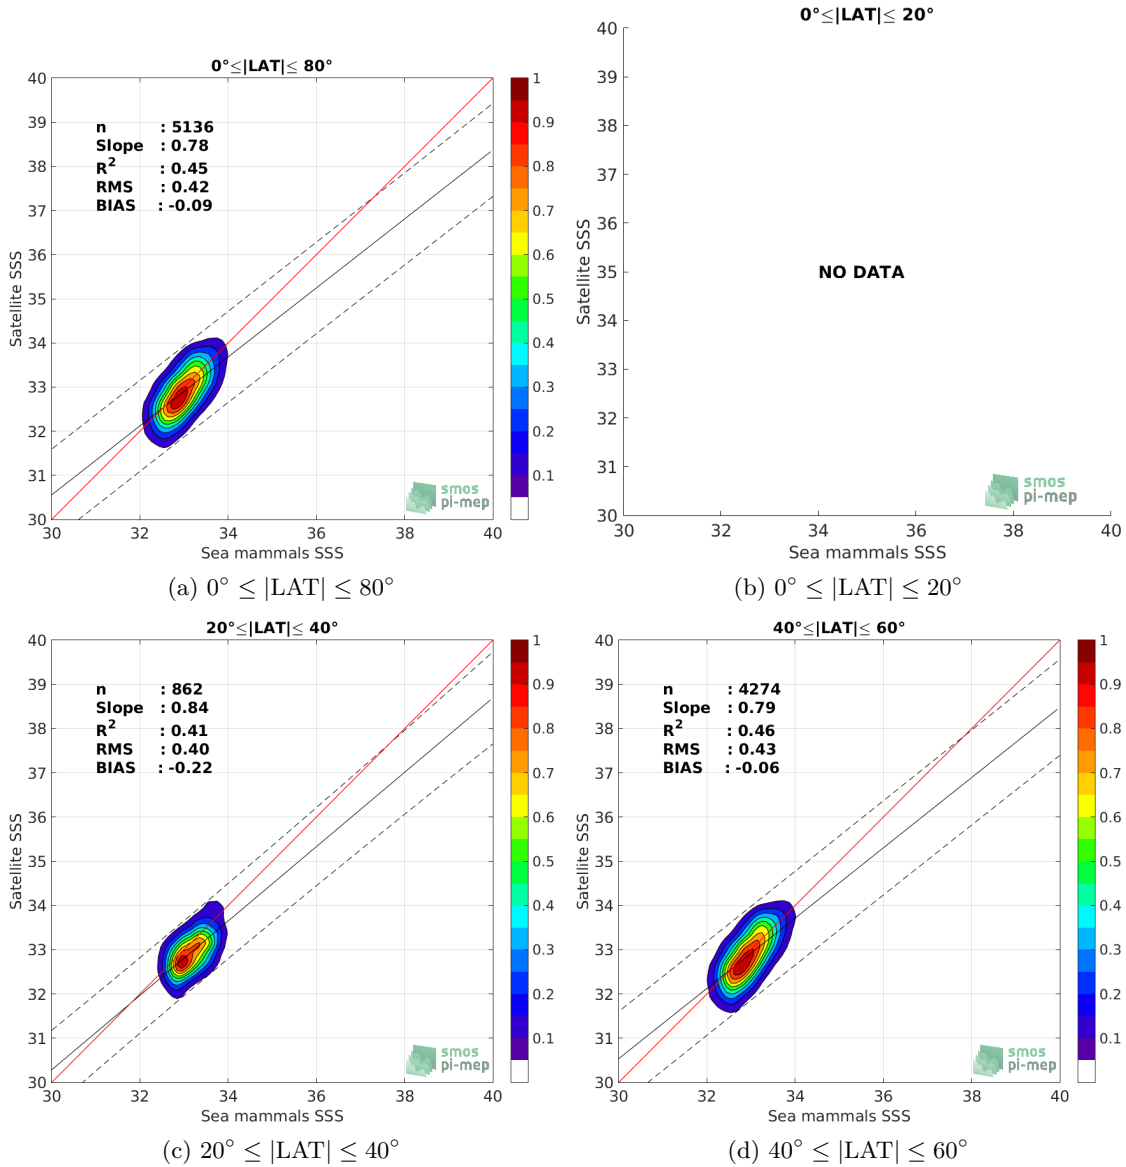 0°≤|LAT|≤ 80°
40
39
38
37
36
35
34
33
32
31
30
Satellite SSS
n : 5136
Slope : 0.78
R² : 0.45
RMS : 0.42
BIAS : -0.09
smos
pi-mep
30 32 34 36 38 40
Sea mammals SSS
1
0.9
0.8
0.7
0.6
0.5
0.4
0.3
0.2
0.1
(a) 0° ≤ |LAT| ≤ 80°
0°≤|LAT|≤ 20°
40
39
38
37
36
35
34
33
32
31
30
Satellite SSS
NO DATA
smos
pi-mep
30 32 34 36 38 40
Sea mammals SSS
(b) 0° ≤ |LAT| ≤ 20°
20°≤|LAT|≤ 40°
40
39
38
37
36
35
34
33
32
31
30
Satellite SSS
n : 862
Slope : 0.84
R² : 0.41
RMS : 0.40
BIAS : -0.22
smos
pi-mep
30 32 34 36 38 40
Sea mammals SSS
1
0.9
0.8
0.7
0.6
0.5
0.4
0.3
0.2
0.1
(c) 20° ≤ |LAT| ≤ 40°
40°≤|LAT|≤ 60°
40
39
38
37
36
35
34
33
32
31
30
Satellite SSS
n : 4274
Slope : 0.79
R² : 0.46
RMS : 0.43
BIAS : -0.06
smos
pi-mep
30 32 34 36 38 40
Sea mammals SSS
1
0.9
0.8
0.7
0.6
0.5
0.4
0.3
0.2
0.1
(d) 40° ≤ |LAT| ≤ 60°